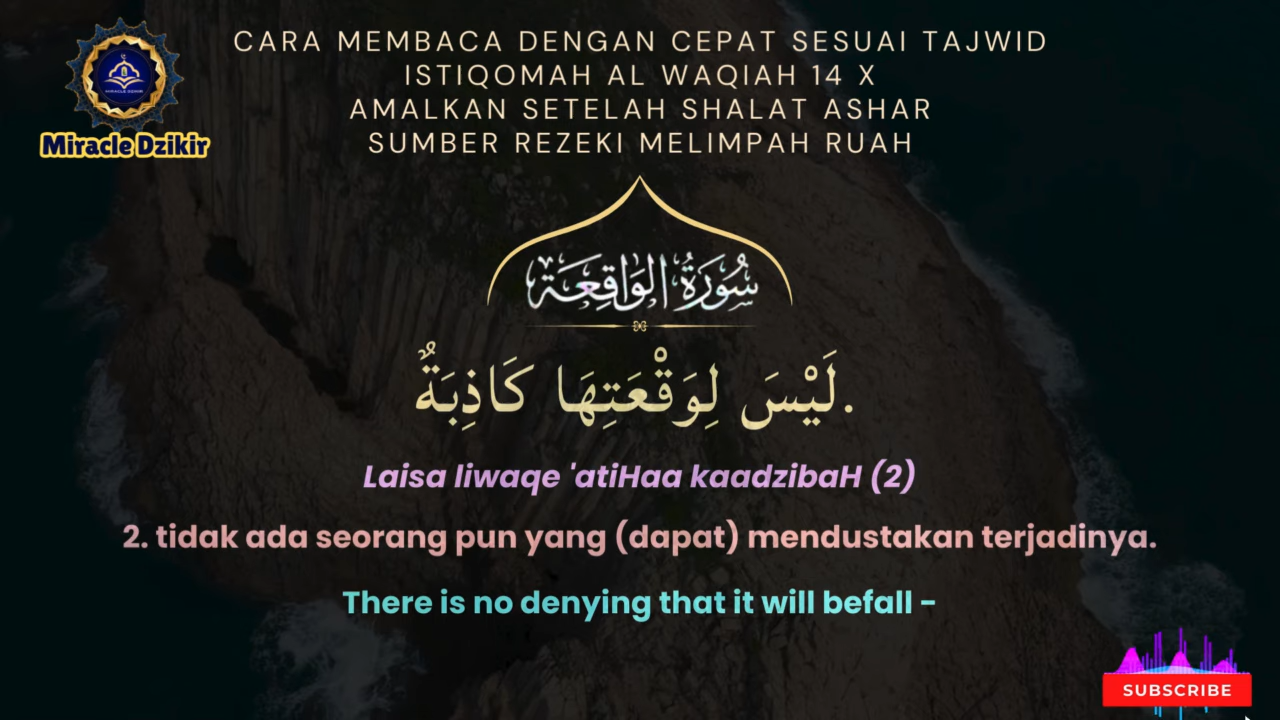 CARA MEMBACA DENGAN CEPAT SESUAI TAJWID
ISTIQOMAH AL WAQIAH 14 X
AMALKAN SETELAH SHALAT ASHAR
SUMBER REZEKI MELIMPAH RUAH
MIRACLE DZIKIR
Miracle Dzikir
سُورَةُ الوَاقِعَة
.لَيْسَ لِوَقْعَتِهَا كَاذِبَةٌ
Laisa liwaqe 'atiHaa kaadzibaH (2)
2. tidak ada seorang pun yang (dapat) mendustakan terjadinya.
There is no denying that it will befall -
SUBSCRIBE